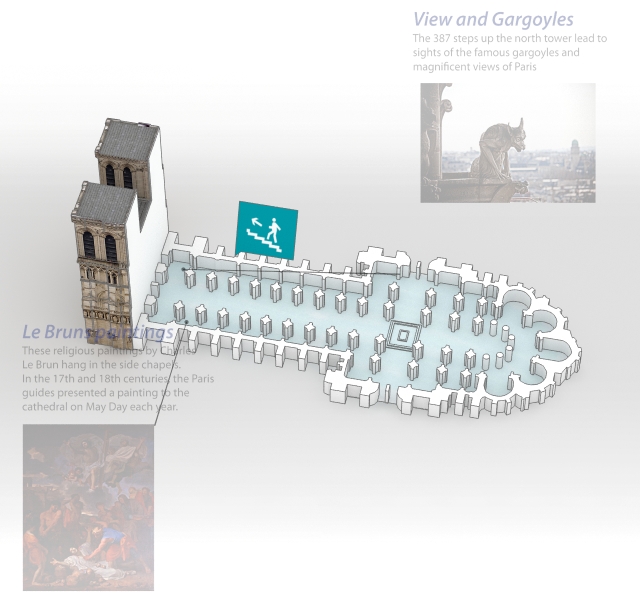 View and Gargoyles
The 387 steps up the north tower lead to
sights of the famous gargoyles and
magnificent views of Paris
Le Bruns paintings
These religious paintings by Charles
Le Brun hang in the side chapels.
In the 17th and 18th centuries, the Paris
guides presented a painting to the
cathedral on May Day each year.